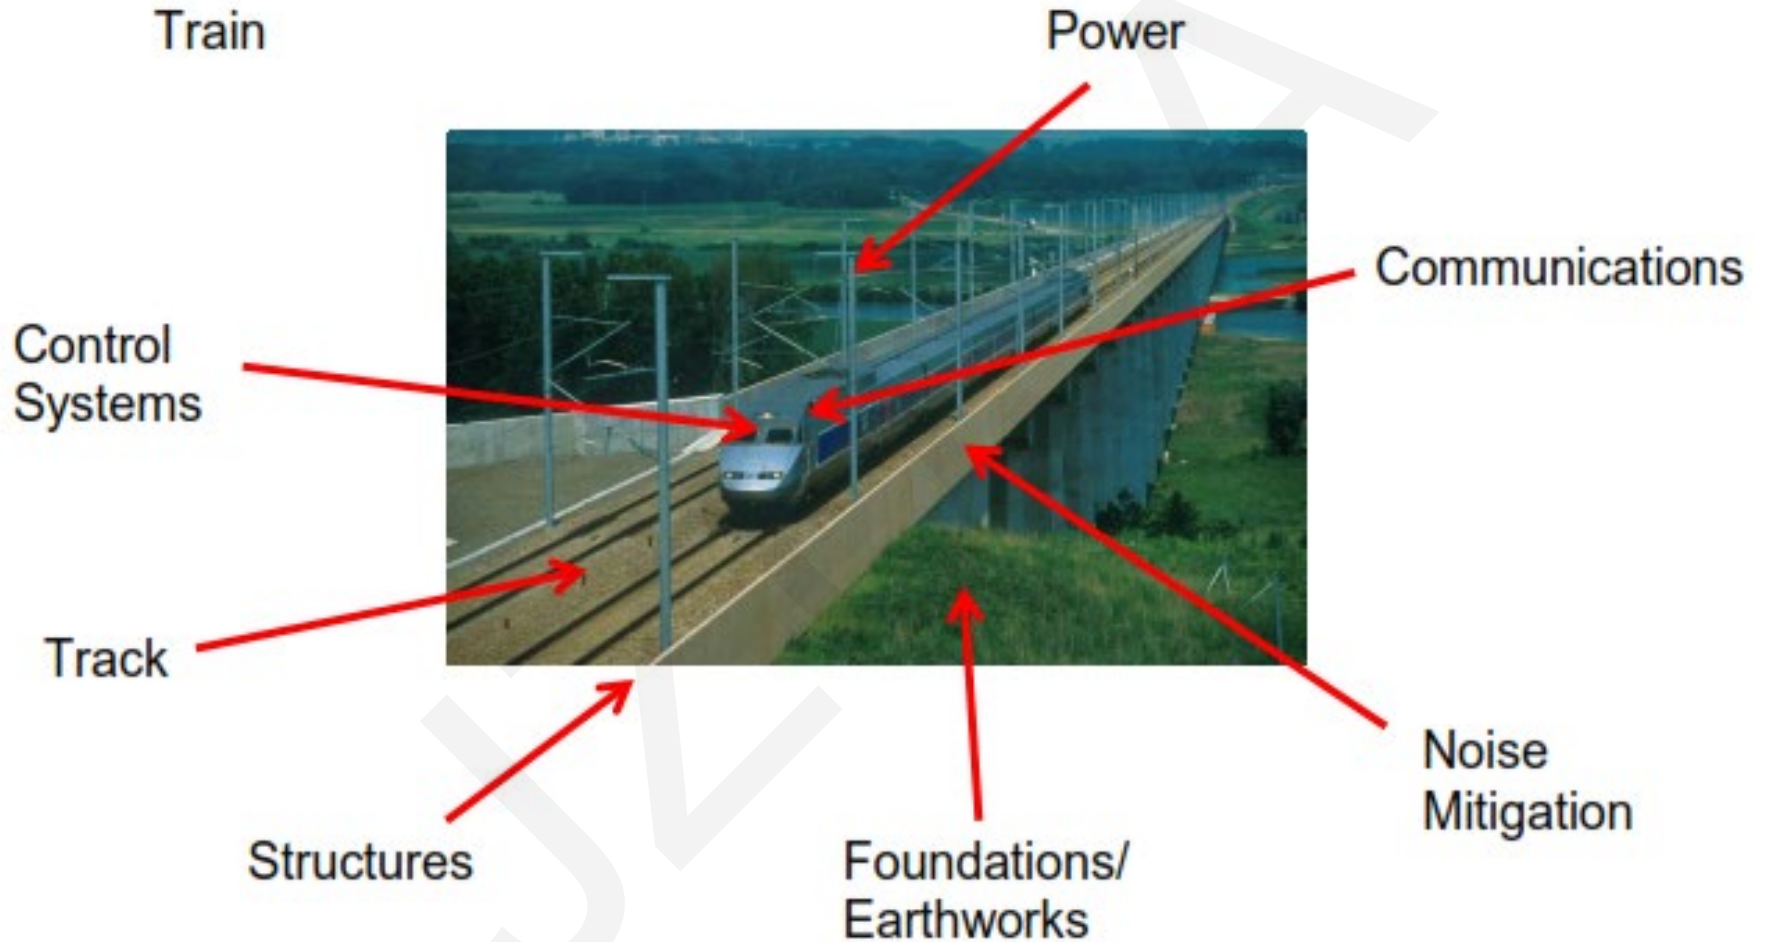 Train
Power
Communications
Control
Systems
Track
Noise
Mitigation
Structures
Foundations/
Earthworks